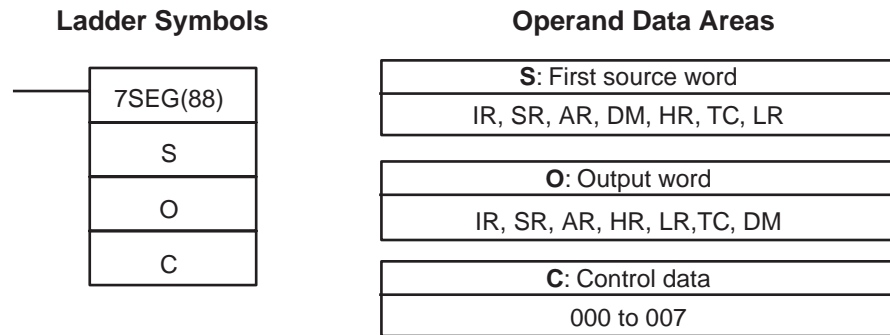 Ladder Symbols
7SEG(88)
S
O
C
Operand Data Areas
S: First source word
IR, SR, AR, DM, HR, TC, LR
O: Output word
IR, SR, AR, HR, LR,TC, DM
C: Control data
000 to 007